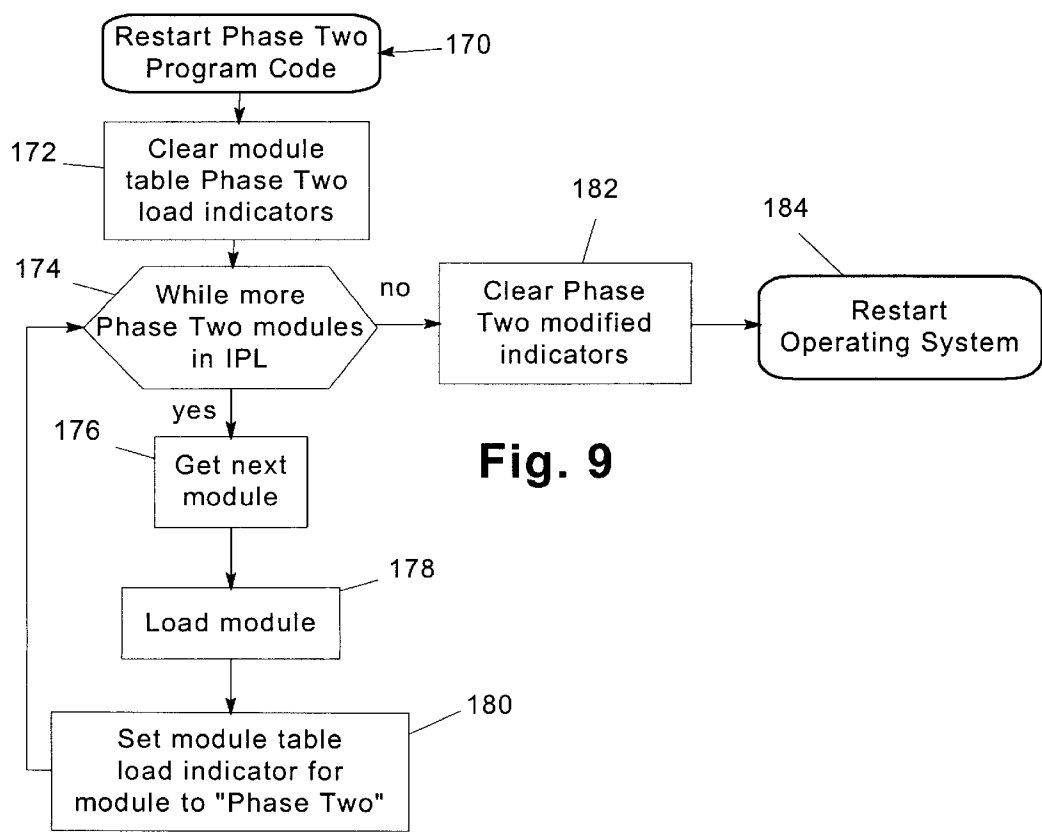 Restart Phase Two
Program Code
170
172
Clear module
table Phase Two
load indicators
174
While more
Phase Two modules
in IPL
no
182
Clear Phase
Two modified
indicators
184
Restart
Operating System
yes
176
Get next
module
Fig. 9
178
Load module
180
Set module table
load indicator for
module to "Phase Two"